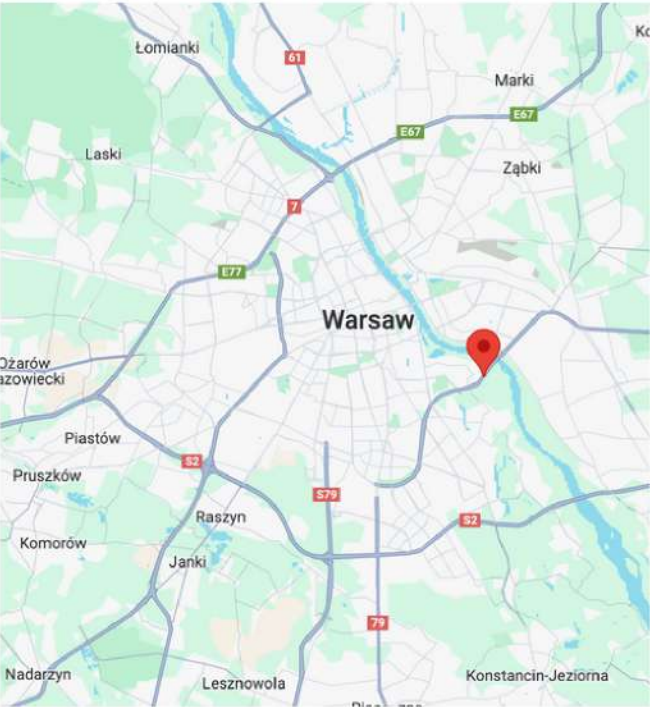 Łomianki
61
Marki
E67
E67
Laski
Ząbki
7
E77
Warsaw
Ożarów
azowiecki
Piastów
S2
Pruszków
S79
Raszyn
S2
Komorów
Janki
79
Nadarzyn
Lesznowola
Konstancin-Jeziorna